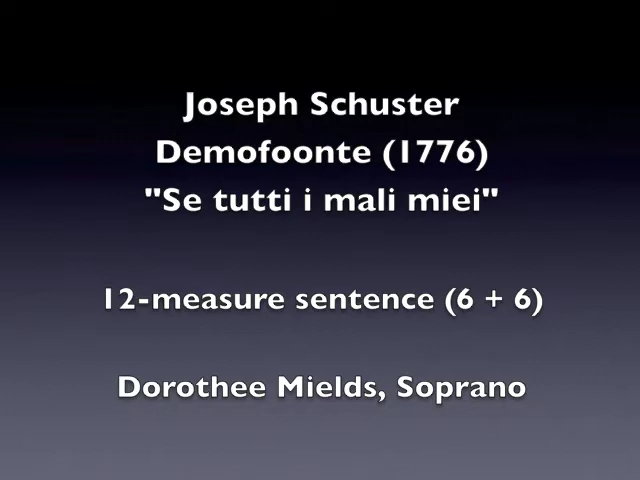 Joseph Schuster
Demofoonte (1776)
"Se tutti i mali miei"
12-measure sentence (6 + 6)
Dorothee Mields, Soprano